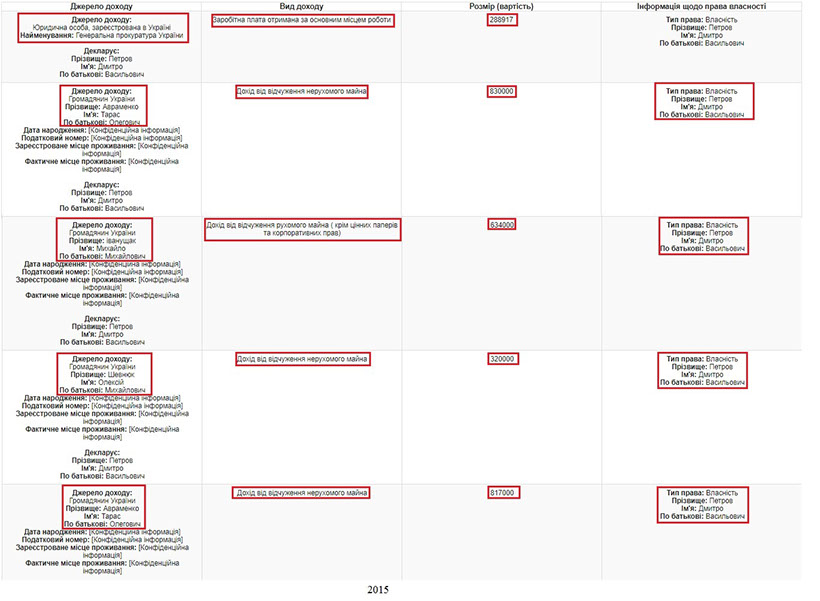 Джерело доходу Вид доходу Розмір (вартість) Інформація щодо права власності
Джерело доходу:
Юридична особа, зареєстрована в Україні
Найменування: Генеральна прокуратура України
Декларує:
Прізвище: Петров
Ім'я: Дмитро
По батькові: Васильович
Заробітна плата отримана за основним місцем роботи
288917
Тип права: Власність
Прізвище: Петров
Ім'я: Дмитро
По батькові: Васильович
Джерело доходу:
Громадянин України
Прізвище: Авраменко
Ім'я: Тарас
По батькові: Олегович
Дата народження: [Конфіденційна інформація]
Податковий номер: [Конфіденційна інформація]
Зареєстроване місце проживання: [Конфіденційна
інформація]
Фактичне місце проживання: [Конфіденційна
інформація]
Декларує:
Прізвище: Петров
Ім'я: Дмитро
По батькові: Васильович
Дохід від відчуження нерухомого майна
830000
Тип права: Власність
Прізвище: Петров
Ім'я: Дмитро
По батькові: Васильович
Джерело доходу:
Громадянин України
Прізвище: Іванущак
Ім'я: Михайло
По батькові: Михайлович
Дата народження: [Конфіденційна інформація]
Податковий номер: [Конфіденційна інформація]
Зареєстроване місце проживання: [Конфіденційна
інформація]
Фактичне місце проживання: [Конфіденційна
інформація]
Декларує:
Прізвище: Петров
Ім'я: Дмитро
По батькові: Васильович
Дохід від відчуження рухомого майна ( крім цінних паперів
та корпоративних прав)
634000
Тип права: Власність
Прізвище: Петров
Ім'я: Дмитро
По батькові: Васильович
Джерело доходу:
Громадянин України
Прізвище: Шевнюк
Ім'я: Олексій
По батькові: Михайлович
Дата народження: [Конфіденційна інформація]
Податковий номер: [Конфіденційна інформація]
Зареєстроване місце проживання: [Конфіденційна
інформація]
Фактичне місце проживання: [Конфіденційна
інформація]
Декларує:
Прізвище: Петров
Ім'я: Дмитро
По батькові: Васильович
Дохід від відчуження нерухомого майна
320000
Тип права: Власність
Прізвище: Петров
Ім'я: Дмитро
По батькові: Васильович
Джерело доходу:
Громадянин України
Прізвище: Авраменко
Ім'я: Тарас
По батькові: Олегович
Дата народження: [Конфіденційна інформація]
Податковий номер: [Конфіденційна інформація]
Зареєстроване місце проживання: [Конфіденційна
інформація]
Фактичне місце проживання: [Конфіденційна
інформація]
Дохід від відчуження нерухомого майна
817000
Тип права: Власність
Прізвище: Петров
Ім'я: Дмитро
По батькові: Васильович
2015